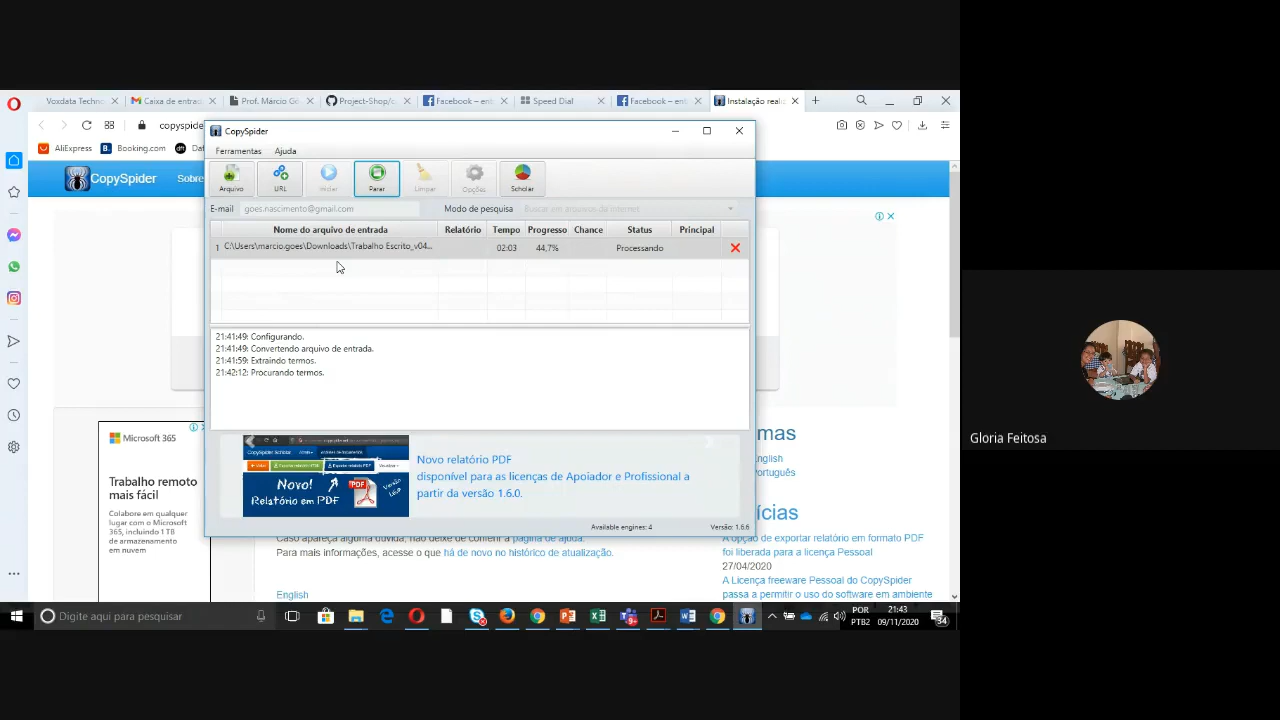 Voxdata Techno
Caixa de entrad
Prof. Márcio Gó
Project-Shop/c
Facebook – ent
Speed Dial
Facebook – ent
Instalação reali
copyspide
AliExpress
Booking.com
CopySpider
Sobre
CopySpider
Ferramentas Ajuda
Arquivo
URL
Iniciar
Parar
Limpar
Opções
Scholar
E-mail goes.nascimento@gmail.com Modo de pesquisa Buscar em arquivos da internet
Nome do arquivo de entrada Relatório Tempo Progresso Chance Status Principal
1 C:\Users\marcio.goes\Downloads\Trabalho Escrito_v04... 02:03 44,7% Processando
21:41:49: Configurando.
21:41:49: Convertendo arquivo de entrada.
21:41:59: Extraindo termos.
21:42:12: Procurando termos.
Novo!
Relatório em PDF
PDF
Novo relatório PDF
disponível para as licenças de Apoiador e Profissional a
partir da versão 1.6.0.
Available engines: 4 Versão: 1.6.6
Microsoft 365
Trabalho remoto
mais fácil
Colabore em qualquer
lugar com o Microsoft
365, incluindo 1 TB
de armazenamento
em nuvem
Caso apareça alguma dúvida, não deixe de conferir a página de ajuda.
Para mais informações, acesse o que há de novo no histórico de atualização.
English
mas
nglish
ortuguês
ícias
A opção de exportar relatório em formato PDF
foi liberada para a licença Pessoal
27/04/2020
A Licença freeware Pessoal do CopySpider
passa a permitir o uso do software em ambiente
Digite aqui para pesquisar
POR
PTB2
21:43
09/11/2020
34
Gloria Feitosa